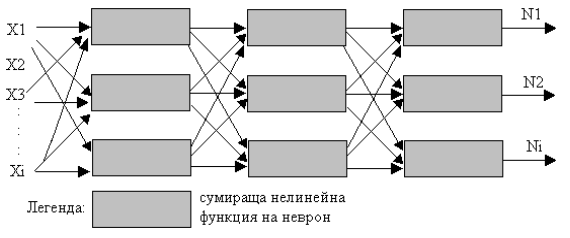 X1
N1
X2
X3
N2
Xi
Ni
Легенда:
сумираща нелинейна
функция на неврон